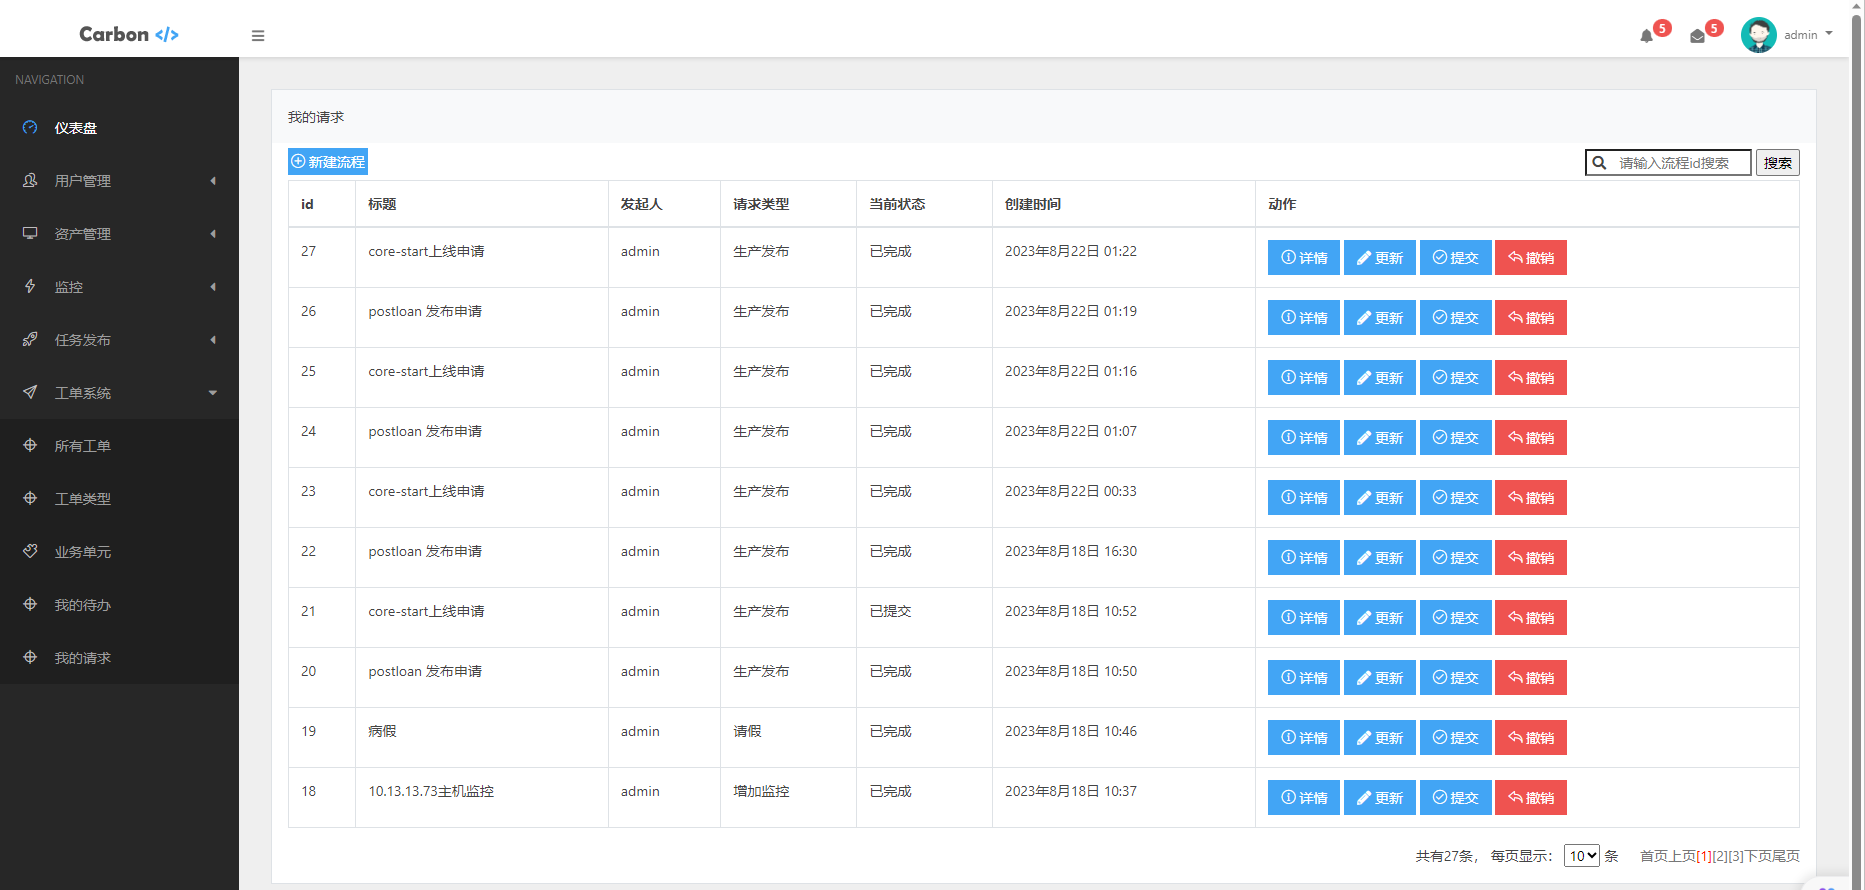 Carbon </>
5
5
admin
NAVIGATION
仪表盘
用户管理
资产管理
监控
任务发布
工单系统
所有工单
工单类型
业务单元
我的待办
我的请求
我的请求
新建流程
请输入流程id搜索 搜索
id 标题 发起人 请求类型 当前状态 创建时间 动作
27 core-start上线申请 admin 生产发布 已完成 2023年8月22日 01:22 详情 更新 提交 撤销
26 postloan 发布申请 admin 生产发布 已完成 2023年8月22日 01:19 详情 更新 提交 撤销
25 core-start上线申请 admin 生产发布 已完成 2023年8月22日 01:16 详情 更新 提交 撤销
24 postloan 发布申请 admin 生产发布 已完成 2023年8月22日 01:07 详情 更新 提交 撤销
23 core-start上线申请 admin 生产发布 已完成 2023年8月22日 00:33 详情 更新 提交 撤销
22 postloan 发布申请 admin 生产发布 已完成 2023年8月18日 16:30 详情 更新 提交 撤销
21 core-start上线申请 admin 生产发布 已提交 2023年8月18日 10:52 详情 更新 提交 撤销
20 postloan 发布申请 admin 生产发布 已完成 2023年8月18日 10:50 详情 更新 提交 撤销
19 病假 admin 请假 已完成 2023年8月18日 10:46 详情 更新 提交 撤销
18 10.13.13.73主机监控 admin 增加监控 已完成 2023年8月18日 10:37 详情 更新 提交 撤销
共有27条， 每页显示： 10 条 首页上页[1][2][3]下页尾页